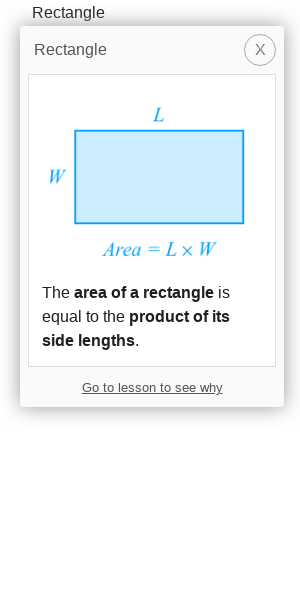 Rectangle
Rectangle
X
L
W
Area = L × W
The area of a rectangle is
equal to the product of its
side lengths.
Go to lesson to see why